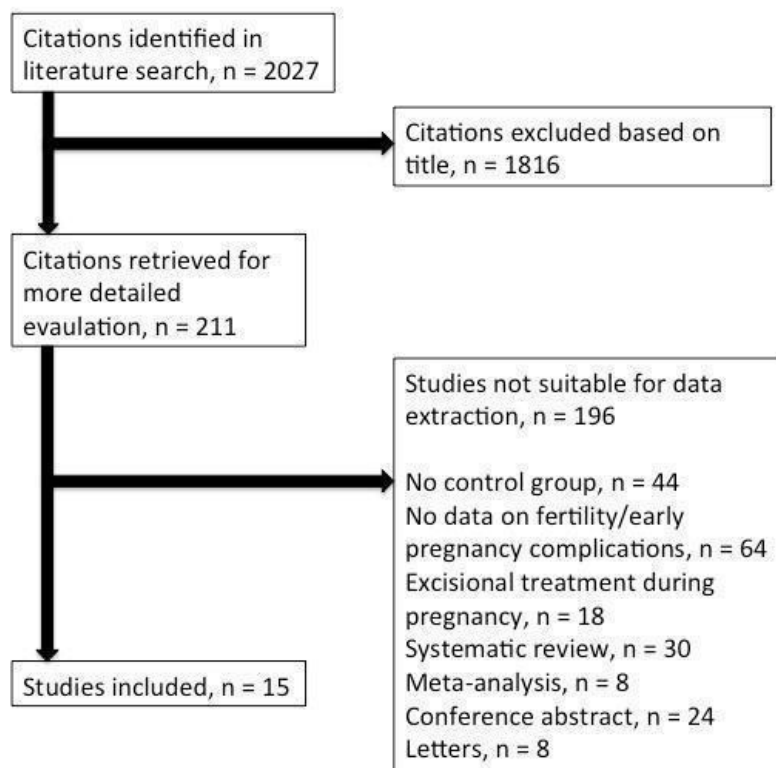 Citations identified in
literature search, n = 2027
Citations excluded based on
title, n = 1816
Citations retrieved for
more detailed
evaulation, n = 211
Studies not suitable for data
extraction, n = 196
No control group, n = 44
No data on fertility/early
pregnancy complications, n = 64
Excisional treatment during
pregnancy, n = 18
Systematic review, n = 30
Meta-analysis, n = 8
Conference abstract, n = 24
Letters, n = 8
Studies included, n = 15